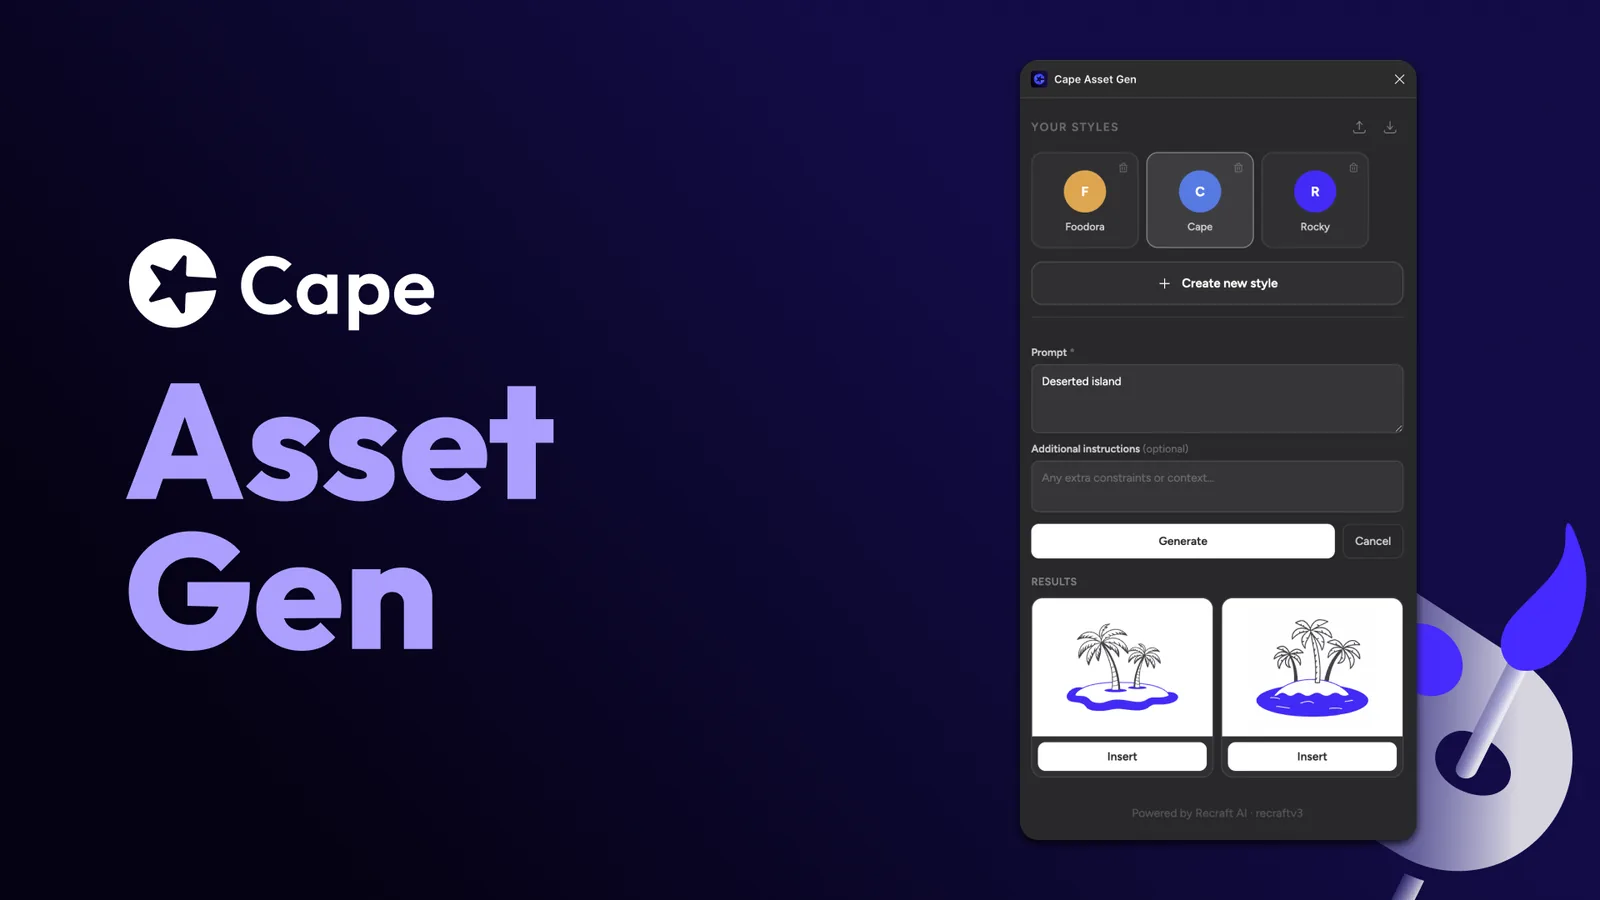 Cape
Asset
Gen
Cape Asset Gen
YOUR STYLES
F
Foodora
C
Cape
R
Rocky
Create new style
Prompt *
Deserted island
Additional instructions (optional)
Any extra constraints or context...
Generate
Cancel
RESULTS
Insert
Insert
Powered by Recraft AI · recraftv3